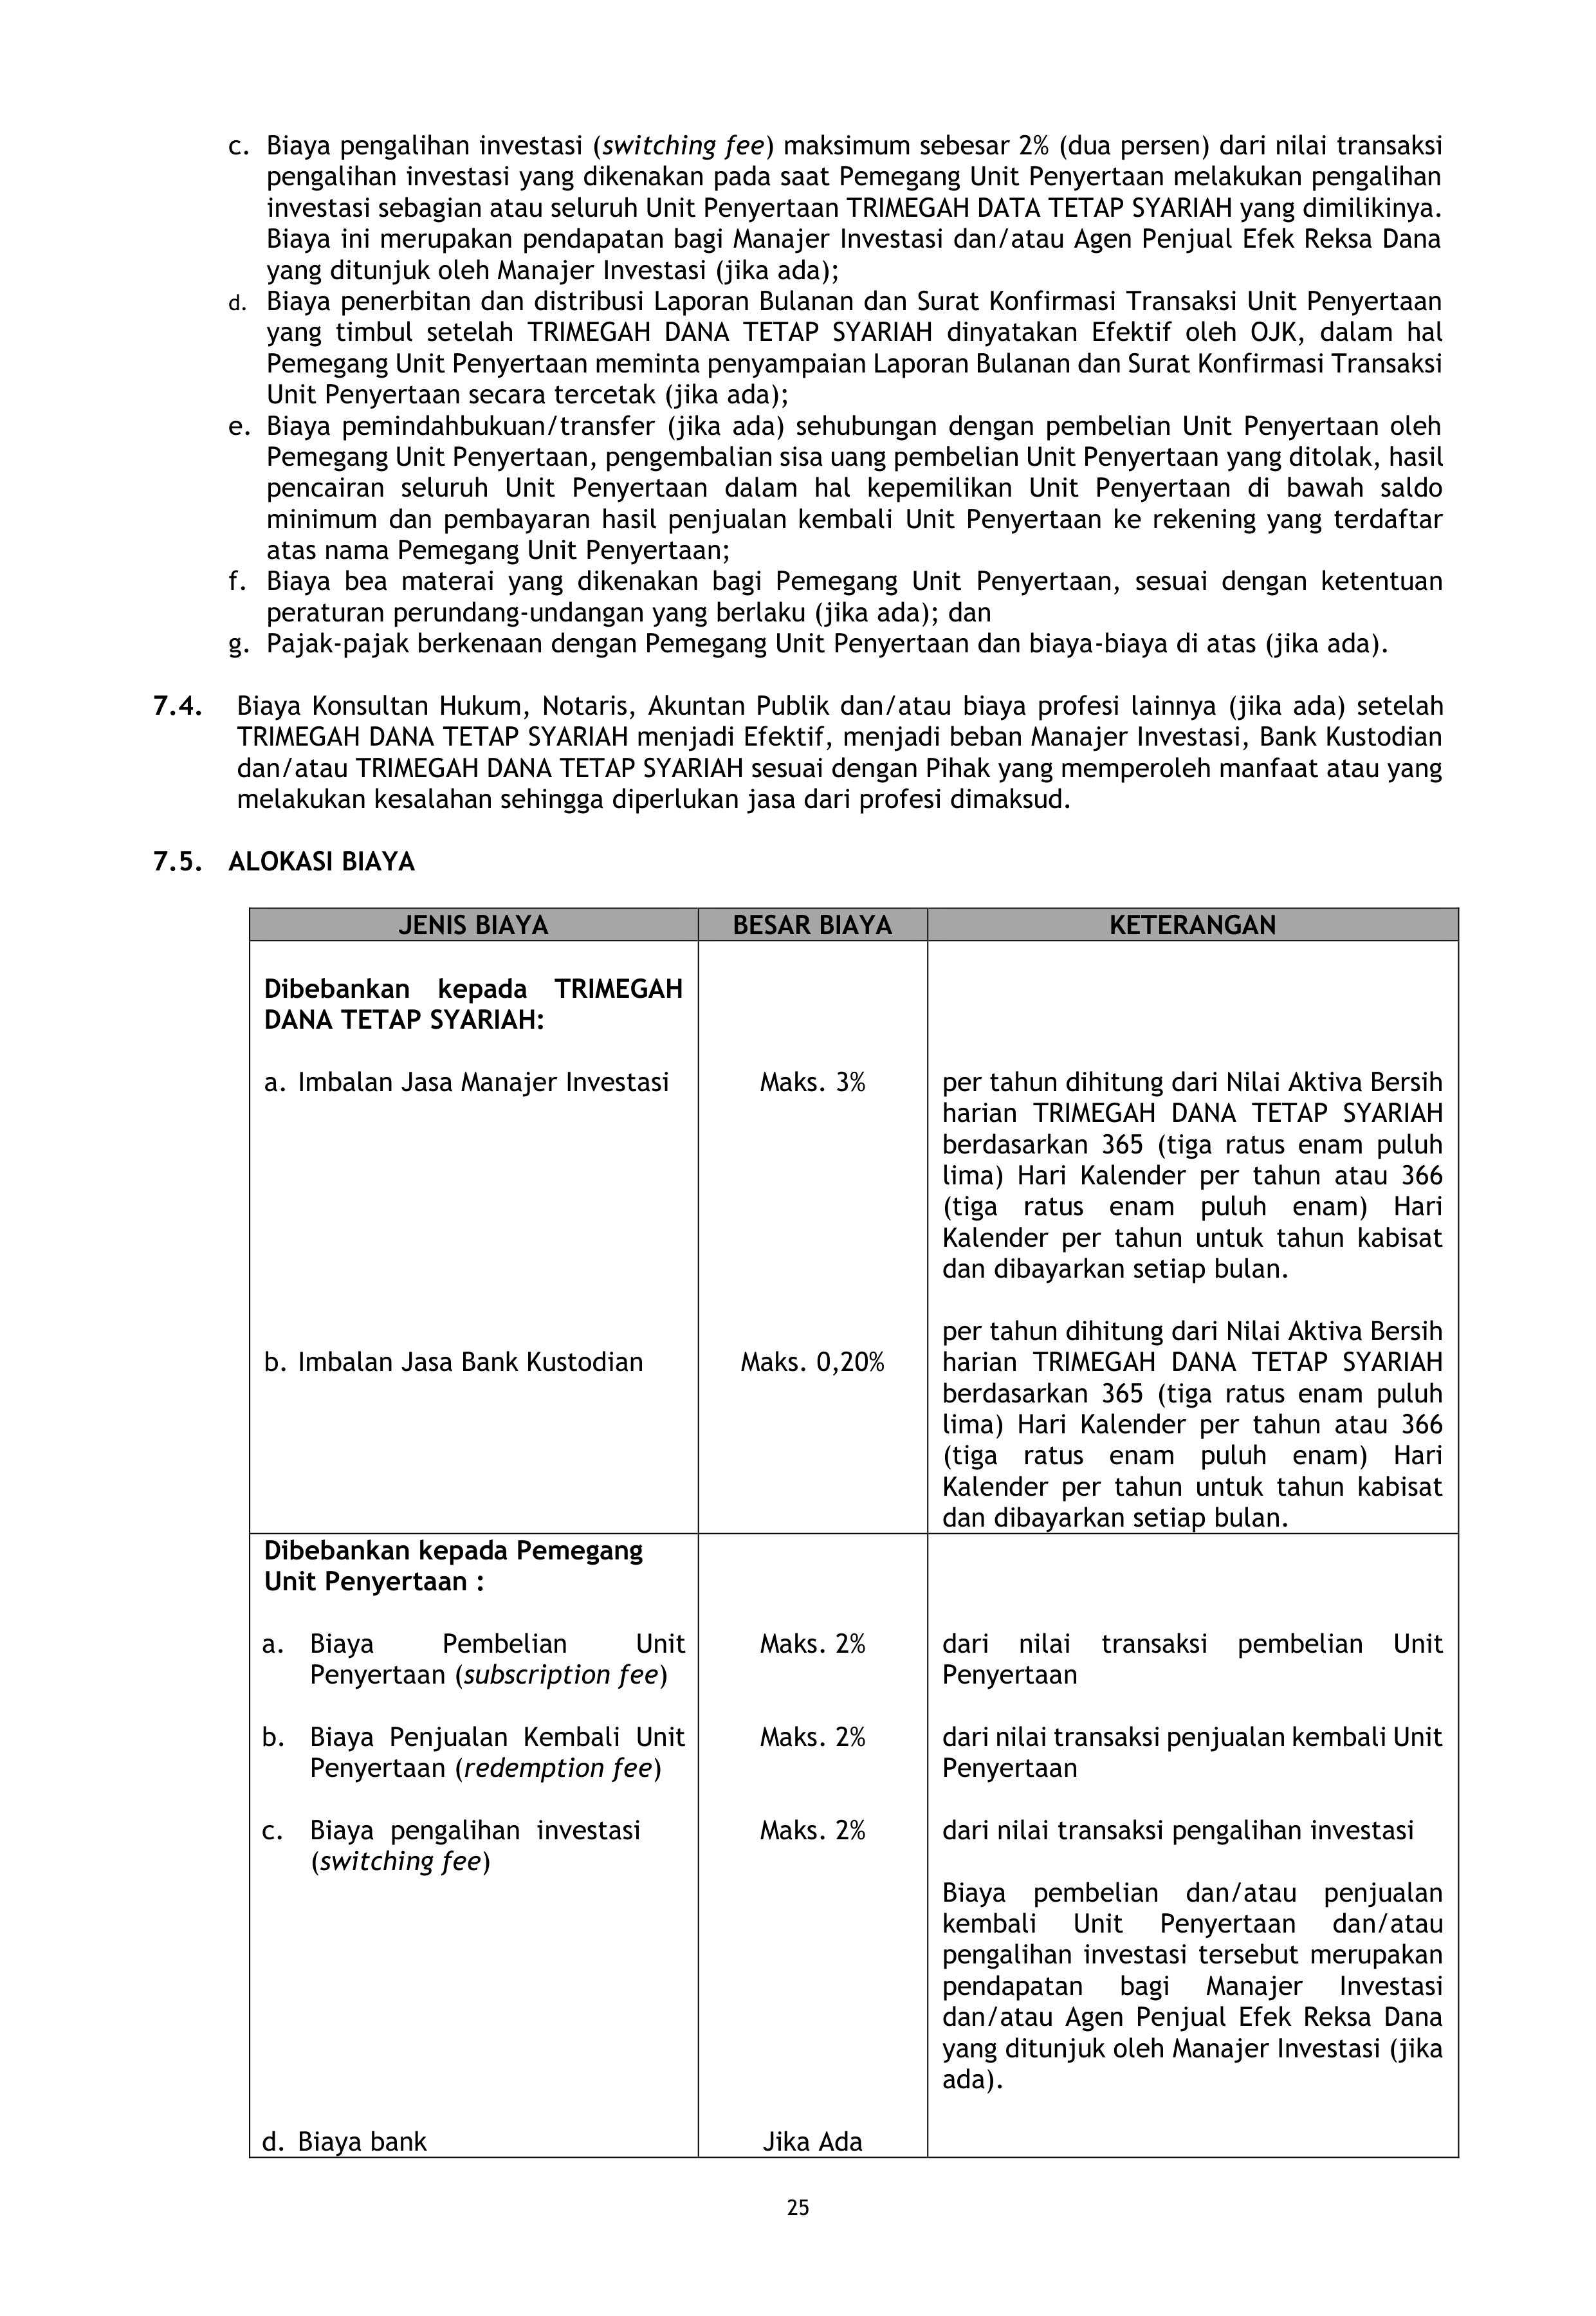 c. Biaya pengalihan investasi (switching fee) maksimum sebesar 2% (dua persen) dari nilai transaksi
pengalihan investasi yang dikenakan pada saat Pemegang Unit Penyertaan melakukan pengalihan
investasi sebagian atau seluruh Unit Penyertaan TRIMEGAH DATA TETAP SYARIAH yang dimilikinya.
Biaya ini merupakan pendapatan bagi Manajer Investasi dan/atau Agen Penjual Efek Reksa Dana
yang ditunjuk oleh Manajer Investasi (jika ada);
d. Biaya penerbitan dan distribusi Laporan Bulanan dan Surat Konfirmasi Transaksi Unit Penyertaan
yang timbul setelah TRIMEGAH DANA TETAP SYARIAH dinyatakan Efektif oleh OJK, dalam hal
Pemegang Unit Penyertaan meminta penyampaian Laporan Bulanan dan Surat Konfirmasi Transaksi
Unit Penyertaan secara tercetak (jika ada);
e. Biaya pemindahbukuan/transfer (jika ada) sehubungan dengan pembelian Unit Penyertaan oleh
Pemegang Unit Penyertaan, pengembalian sisa uang pembelian Unit Penyertaan yang ditolak, hasil
pencairan seluruh Unit Penyertaan dalam hal kepemilikan Unit Penyertaan di bawah saldo
minimum dan pembayaran hasil penjualan kembali Unit Penyertaan ke rekening yang terdaftar
atas nama Pemegang Unit Penyertaan;
f. Biaya bea materai yang dikenakan bagi Pemegang Unit Penyertaan, sesuai dengan ketentuan
peraturan perundang-undangan yang berlaku (jika ada); dan
g. Pajak-pajak berkenaan dengan Pemegang Unit Penyertaan dan biaya-biaya di atas (jika ada).
7.4. Biaya Konsultan Hukum, Notaris, Akuntan Publik dan/atau biaya profesi lainnya (jika ada) setelah
TRIMEGAH DANA TETAP SYARIAH menjadi Efektif, menjadi beban Manajer Investasi, Bank Kustodian
dan/atau TRIMEGAH DANA TETAP SYARIAH sesuai dengan Pihak yang memperoleh manfaat atau yang
melakukan kesalahan sehingga diperlukan jasa dari profesi dimaksud.
7.5. ALOKASI BIAYA
JENIS BIAYA BESAR BIAYA KETERANGAN
Dibebankan kepada TRIMEGAH
DANA TETAP SYARIAH:
a. Imbalan Jasa Manajer Investasi Maks. 3% per tahun dihitung dari Nilai Aktiva Bersih
harian TRIMEGAH DANA TETAP SYARIAH
berdasarkan 365 (tiga ratus enam puluh
lima) Hari Kalender per tahun atau 366
(tiga ratus enam puluh enam) Hari
Kalender per tahun untuk tahun kabisat
dan dibayarkan setiap bulan.
per tahun dihitung dari Nilai Aktiva Bersih
b. Imbalan Jasa Bank Kustodian Maks. 0,20% harian TRIMEGAH DANA TETAP SYARIAH
berdasarkan 365 (tiga ratus enam puluh
lima) Hari Kalender per tahun atau 366
(tiga ratus enam puluh enam) Hari
Kalender per tahun untuk tahun kabisat
dan dibayarkan setiap bulan.
Dibebankan kepada Pemegang
Unit Penyertaan :
a. Biaya Pembelian Unit Maks. 2% dari nilai transaksi pembelian Unit
Penyertaan (subscription fee) Penyertaan
b. Biaya Penjualan Kembali Unit Maks. 2% dari nilai transaksi penjualan kembali Unit
Penyertaan (redemption fee) Penyertaan
c. Biaya pengalihan investasi Maks. 2% dari nilai transaksi pengalihan investasi
(switching fee)
Biaya pembelian dan/atau penjualan
kembali Unit Penyertaan dan/atau
pengalihan investasi tersebut merupakan
pendapatan bagi Manajer Investasi
dan/atau Agen Penjual Efek Reksa Dana
yang ditunjuk oleh Manajer Investasi (jika
ada).
d. Biaya bank Jika Ada
25